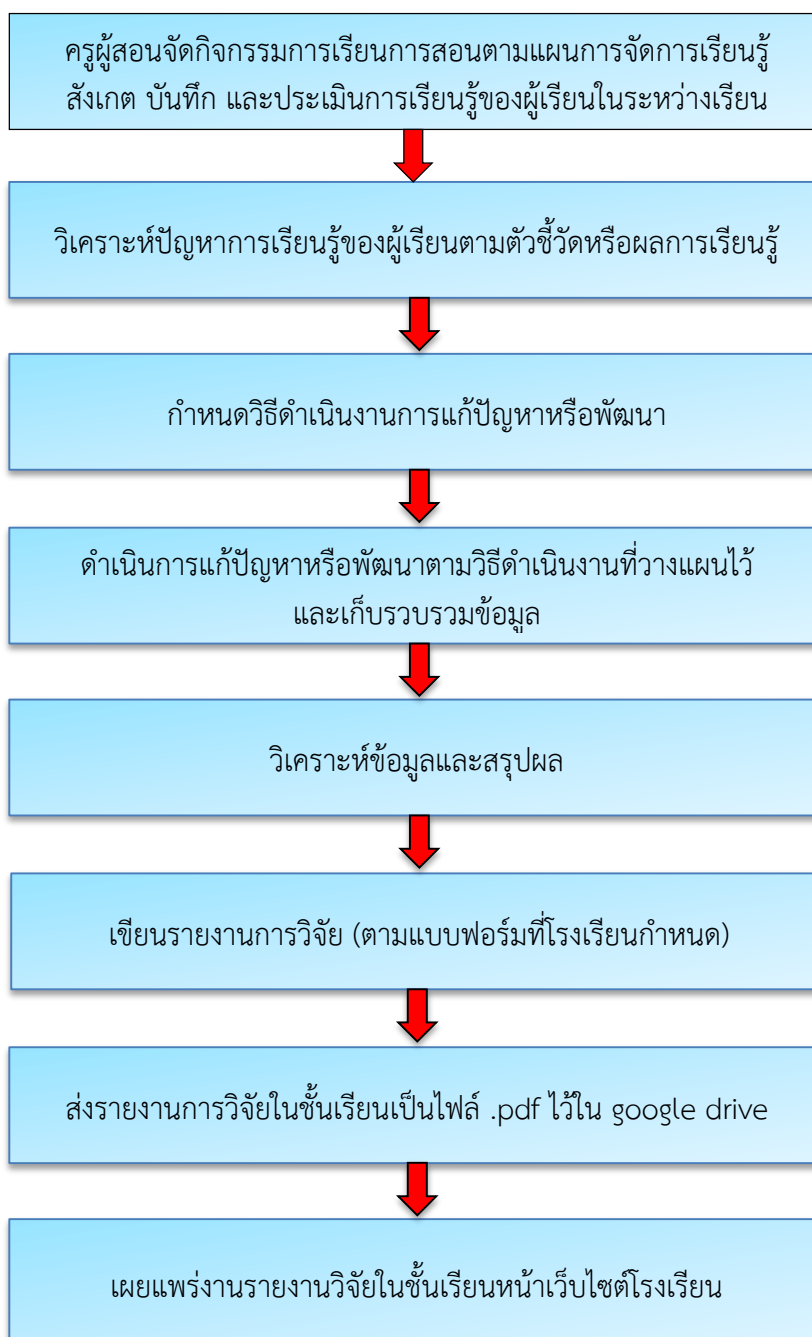 ครูผู้สอนจัดกิจกรรมการเรียนการสอนตามแผนการจัดการเรียนรู้
สังเกต บันทึก และประเมินการเรียนรู้ของผู้เรียนในระหว่างเรียน
วิเคราะห์ปัญหาการเรียนรู้ของผู้เรียนตามตัวชี้วัดหรือผลการเรียนรู้
กำหนดวิธีดำเนินงานการแก้ปัญหาหรือพัฒนา
ดำเนินการแก้ปัญหาหรือพัฒนาตามวิธีดำเนินงานที่วางแผนไว้
และเก็บรวบรวมข้อมูล
วิเคราะห์ข้อมูลและสรุปผล
เขียนรายงานการวิจัย (ตามแบบฟอร์มที่โรงเรียนกำหนด)
ส่งรายงานการวิจัยในชั้นเรียนเป็นไฟล์ .pdf ไว้ใน google drive
เผยแพร่งานรายงานวิจัยในชั้นเรียนหน้าเว็บไซต์โรงเรียน